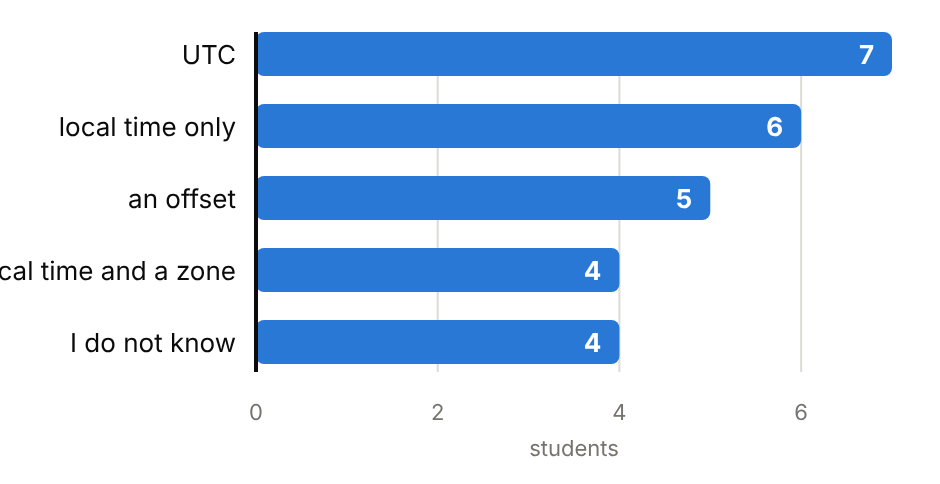 UTC 7
local time only 6
an offset 5
time and a zone 4
I do not know 4
0 2 4 6
students